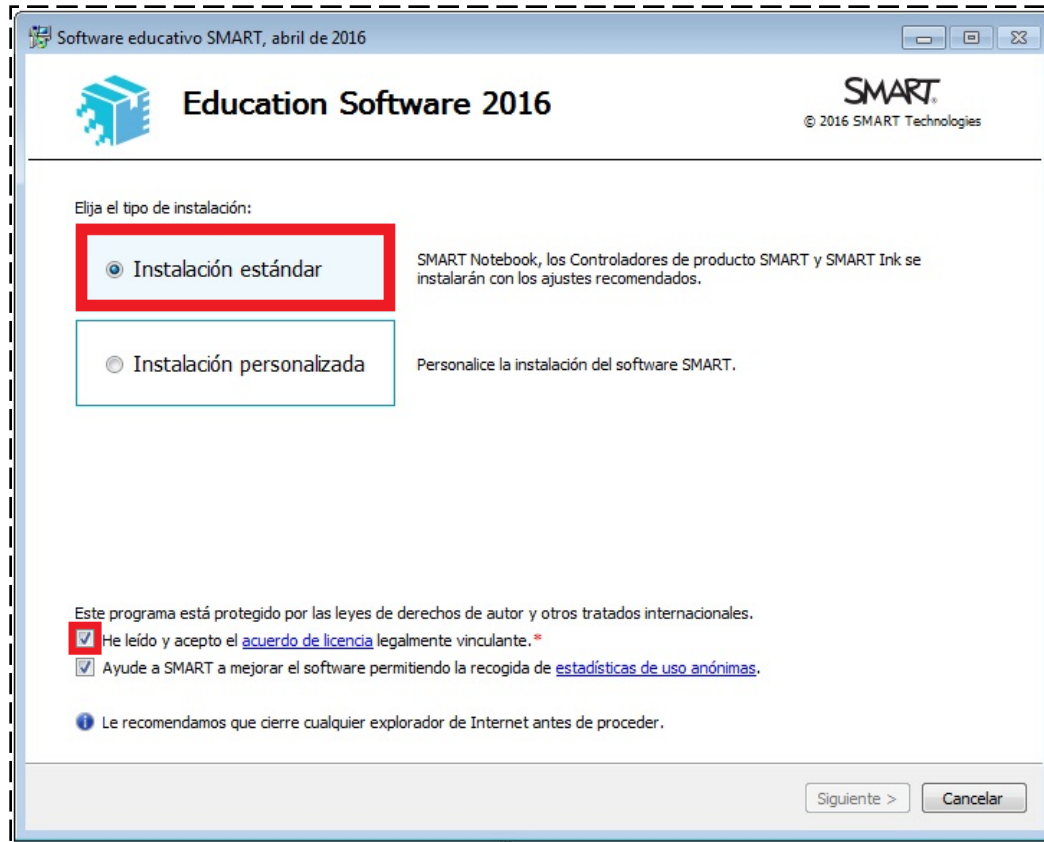 Software educativo SMART, abril de 2016
Education Software 2016
SMART®
© 2016 SMART Technologies
Elija el tipo de instalación:
Instalación estándar
SMART Notebook, los Controladores de producto SMART y SMART Ink se
instalarán con los ajustes recomendados.
Instalación personalizada
Personalice la instalación del software SMART.
Este programa está protegido por las leyes de derechos de autor y otros tratados internacionales.
He leído y acepto el acuerdo de licencia legalmente vinculante.*
Ayude a SMART a mejorar el software permitiendo la recogida de estadísticas de uso anónimas.
Le recomendamos que cierre cualquier explorador de Internet antes de proceder.
Siguiente > Cancelar